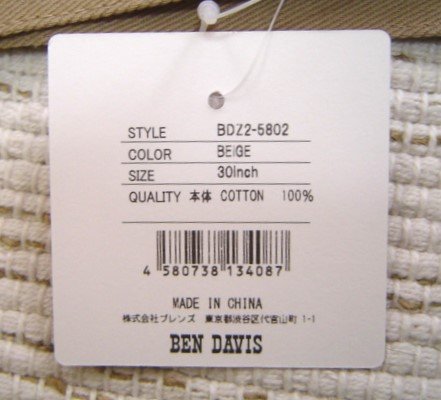 STYLE BDZ2-5802
COLOR BEIGE
SIZE 30inch
QUALITY 本体 COTTON 100%
4 580738 134087
MADE IN CHINA
株式会社ブレンズ 東京都渋谷区代官山町 1-1
BEN DAVIS